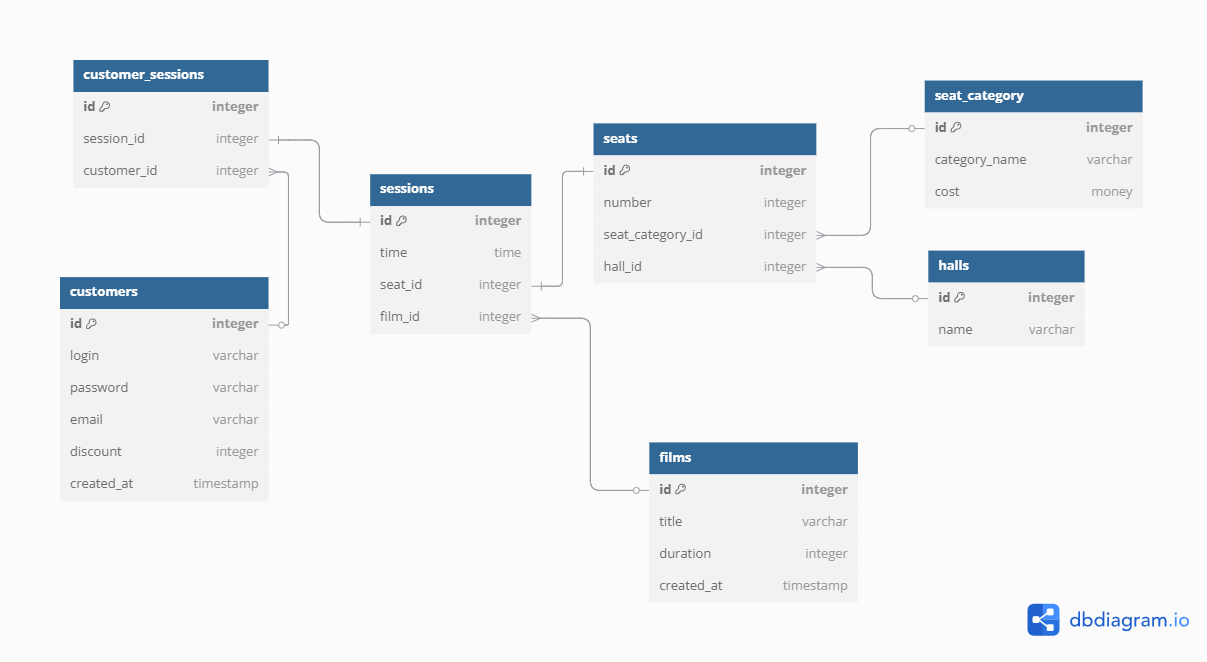 customer_sessions
id integer
session_id integer
customer_id integer
customers
id integer
login varchar
password varchar
email varchar
discount integer
created_at timestamp
sessions
id integer
time time
seat_id integer
film_id integer
seats
id integer
number integer
seat_category_id integer
hall_id integer
seat_category
id integer
category_name varchar
cost money
halls
id integer
name varchar
films
id integer
title varchar
duration integer
created_at timestamp
dbdiagram.io